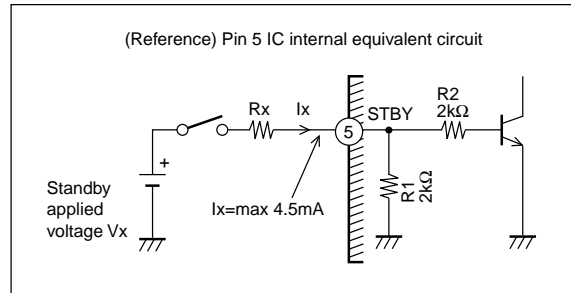 (Reference) Pin 5 IC internal equivalent circuit
Rx
Ix
5
STBY
R2
2kΩ
+
Standby
applied
voltage Vx
Ix=max 4.5mA
R1
2kΩ